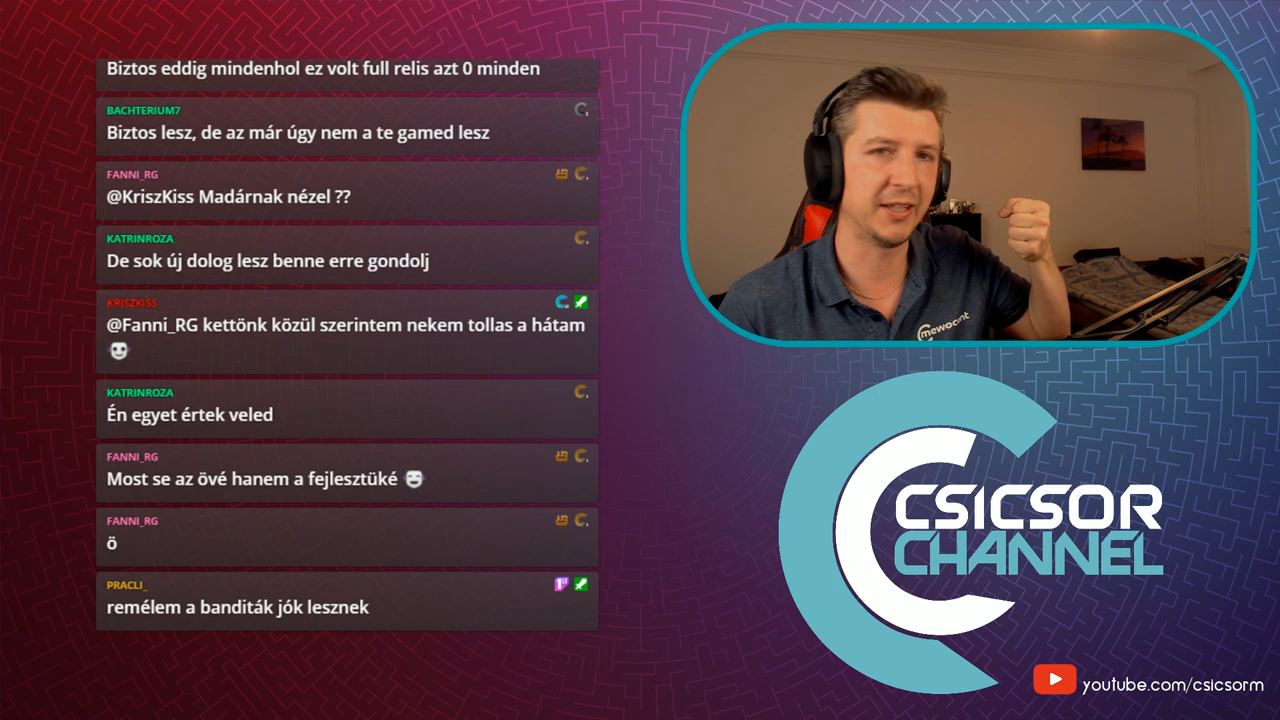 Biztos eddig mindenhol ez volt full relis azt 0 minden
BACHTERIUM7
Biztos lesz, de az már úgy nem a te gamed lesz
FANNI_RG
@KriszKiss Madárnak nézel ??
KATRINROZA
De sok új dolog lesz benne erre gondolj
KRISZKISS
@Fanni_RG kettönk közül szerintem nekem tollas a hátam
KATRINROZA
Én egyet értek veled
FANNI_RG
Most se az övé hanem a fejlesztüké
FANNI_RG
ö
PRACLI_
remélem a banditák jók lesznek
CSICSOR
CHANNEL
youtube.com/csicsorm